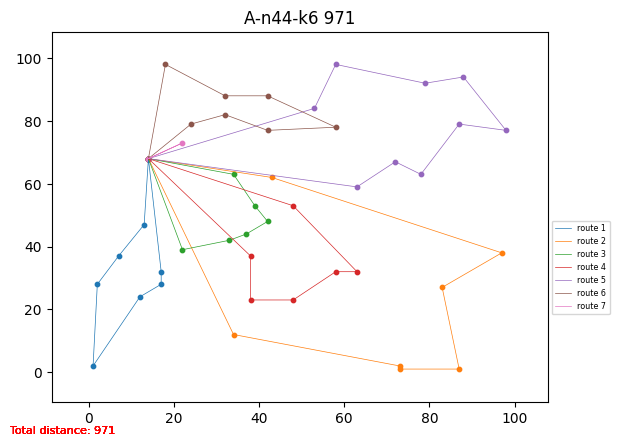 A-n44-k6 971
100
80
60
40
20
0
0 20 40 60 80 100
route 1
route 2
route 3
route 4
route 5
route 6
route 7
Total distance: 971